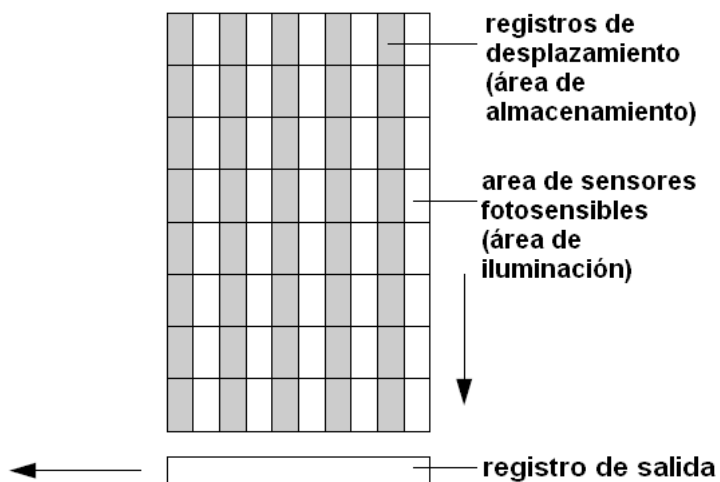 registros de
desplazamiento
(área de
almacenamiento)
area de sensores
fotosensibles
(área de
iluminación)
registro de salida